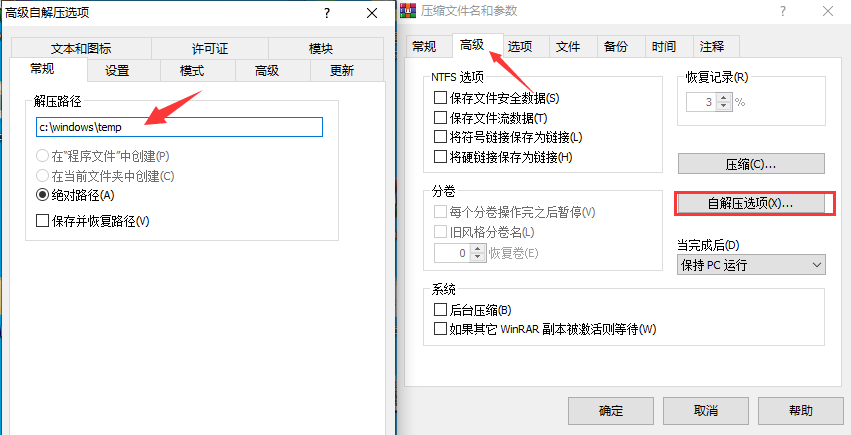 高级自解压选项
文本和图标 许可证 模块
常规 设置 模式 高级 更新
解压路径
c:\windows\temp
在"程序文件"中创建(P)
在当前文件夹中创建(C)
绝对路径(A)
保存并恢复路径(V)
压缩文件名和参数
常规 高级 选项 文件 备份 时间 注释
NTFS 选项
保存文件安全数据(S)
保存文件流数据(T)
将符号链接保存为链接(L)
将硬链接保存为链接(H)
恢复记录(R)
3 %
压缩(C)...
自解压选项(X)...
分卷
每个分卷操作完之后暂停(V)
旧风格分卷名(L)
0 恢复卷(E)
当完成后(D)
保持 PC 运行
系统
后台压缩(B)
如果其它 WinRAR 副本被激活则等待(W)
确定 取消 帮助